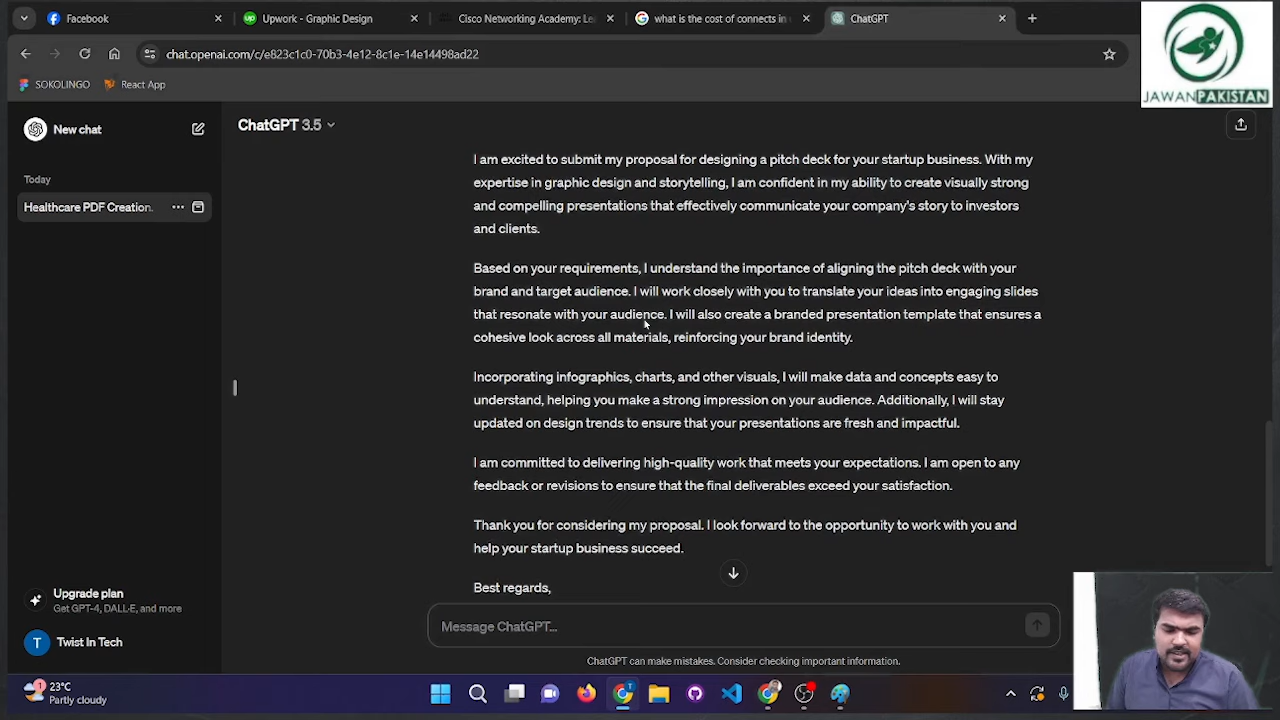 Facebook
Upwork - Graphic Design
Cisco Networking Academy: Le
what is the cost of connects in
ChatGPT
chat.openai.com/c/e823c1c0-70b3-4e12-8c1e-14e14498ad22
SOKOLINGO
React App
JAWANPAKISTAN
New chat
ChatGPT 3.5
Today
Healthcare PDF Creation.
I am excited to submit my proposal for designing a pitch deck for your startup business. With my
expertise in graphic design and storytelling, I am confident in my ability to create visually strong
and compelling presentations that effectively communicate your company's story to investors
and clients.
Based on your requirements, I understand the importance of aligning the pitch deck with your
brand and target audience. I will work closely with you to translate your ideas into engaging slides
that resonate with your audience. I will also create a branded presentation template that ensures a
cohesive look across all materials, reinforcing your brand identity.
Incorporating infographics, charts, and other visuals, I will make data and concepts easy to
understand, helping you make a strong impression on your audience. Additionally, I will stay
updated on design trends to ensure that your presentations are fresh and impactful.
I am committed to delivering high-quality work that meets your expectations. I am open to any
feedback or revisions to ensure that the final deliverables exceed your satisfaction.
Thank you for considering my proposal. I look forward to the opportunity to work with you and
help your startup business succeed.
Best regards,
Upgrade plan
Get GPT-4, DALL·E, and more
T
Twist In Tech
Message ChatGPT...
ChatGPT can make mistakes. Consider checking important information.
1
23°C
Partly cloudy